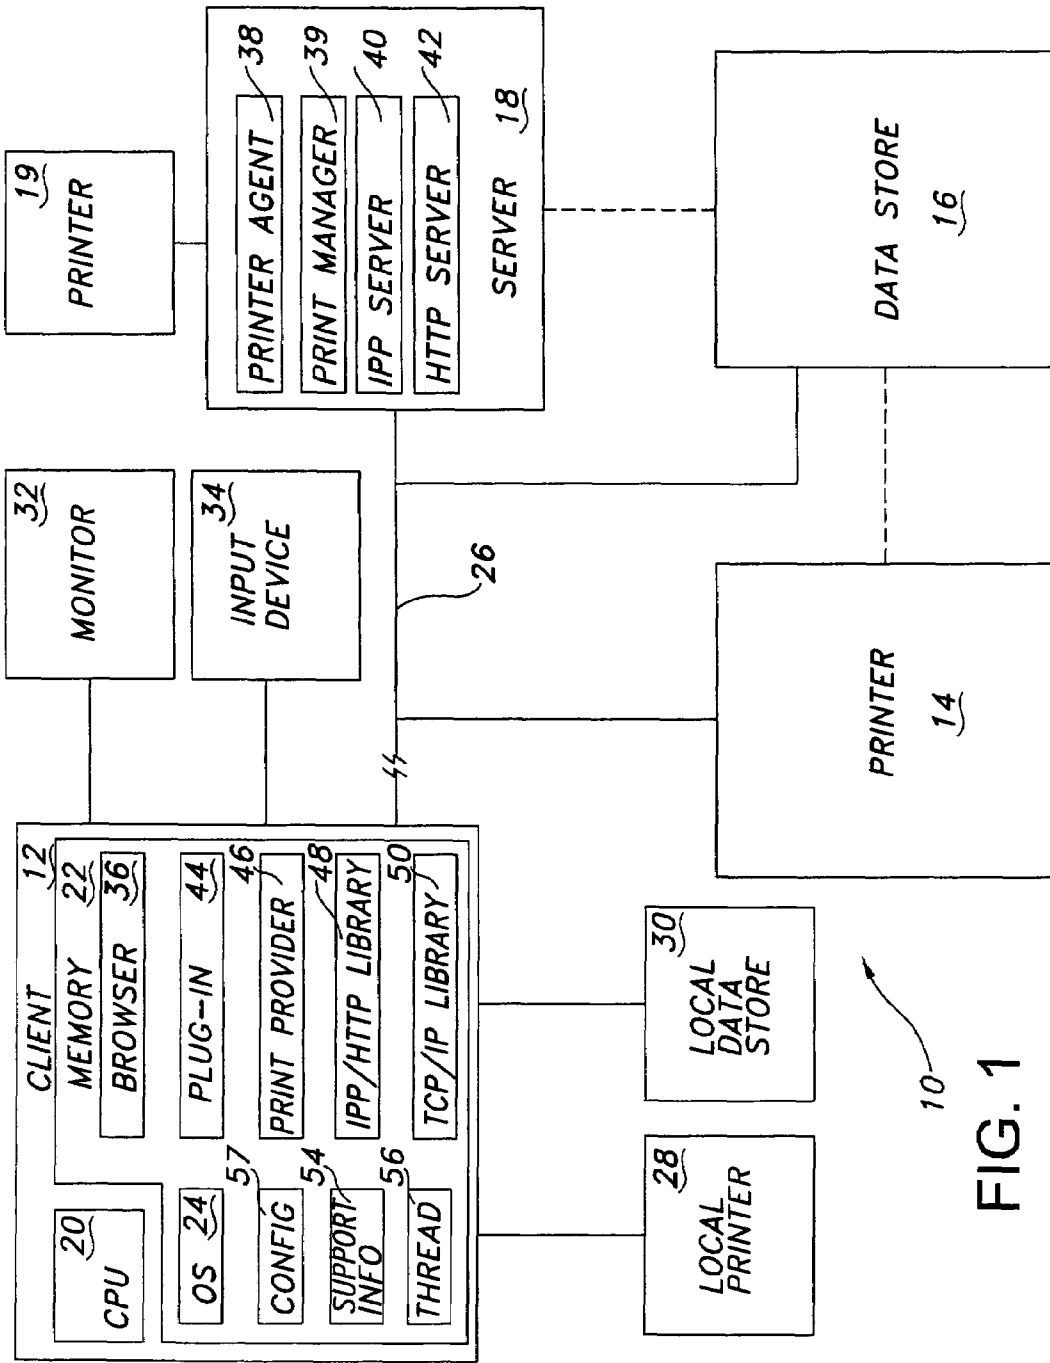 CLIENT 12
CPU 20
MEMORY 22
BROWSER 36
OS 24
PLUG-IN 44
CONFIG 57
PRINT PROVIDER 46
SUPPORT
INFO 54
IPP/HTTP LIBRARY 48
THREAD 56
TCP/IP LIBRARY 50
MONITOR 32
INPUT
DEVICE 34
PRINTER 19
PRINTER AGENT 38
PRINT MANAGER 39
IPP SERVER 40
HTTP SERVER 42
SERVER 18
26
LOCAL
PRINTER 28
LOCAL
DATA
STORE 30
PRINTER
14
DATA STORE
16
10
FIG. 1